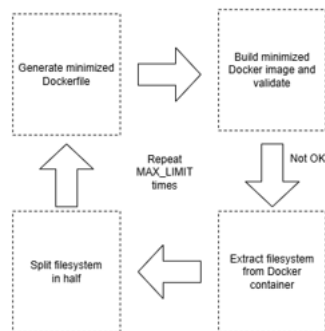 Generate minimized
Dockerfile
Build minimized
Docker image and
validate
Repeat
MAX_LIMIT
times
Not OK
Split filesystem
in half
Extract filesystem
from Docker
container